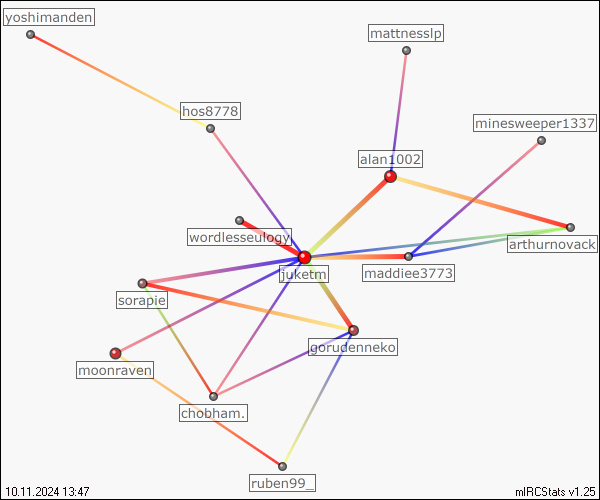 yoshimanden
mattnesslp
hos8778
minesweeper1337
alan1002
wordlesseulogy
arthurnovack
juketm
maddiee3773
sorapie
gorudenneko
moonraven
chobham.
ruben99_
10.11.2024 13:47
mIRCStats v1.25